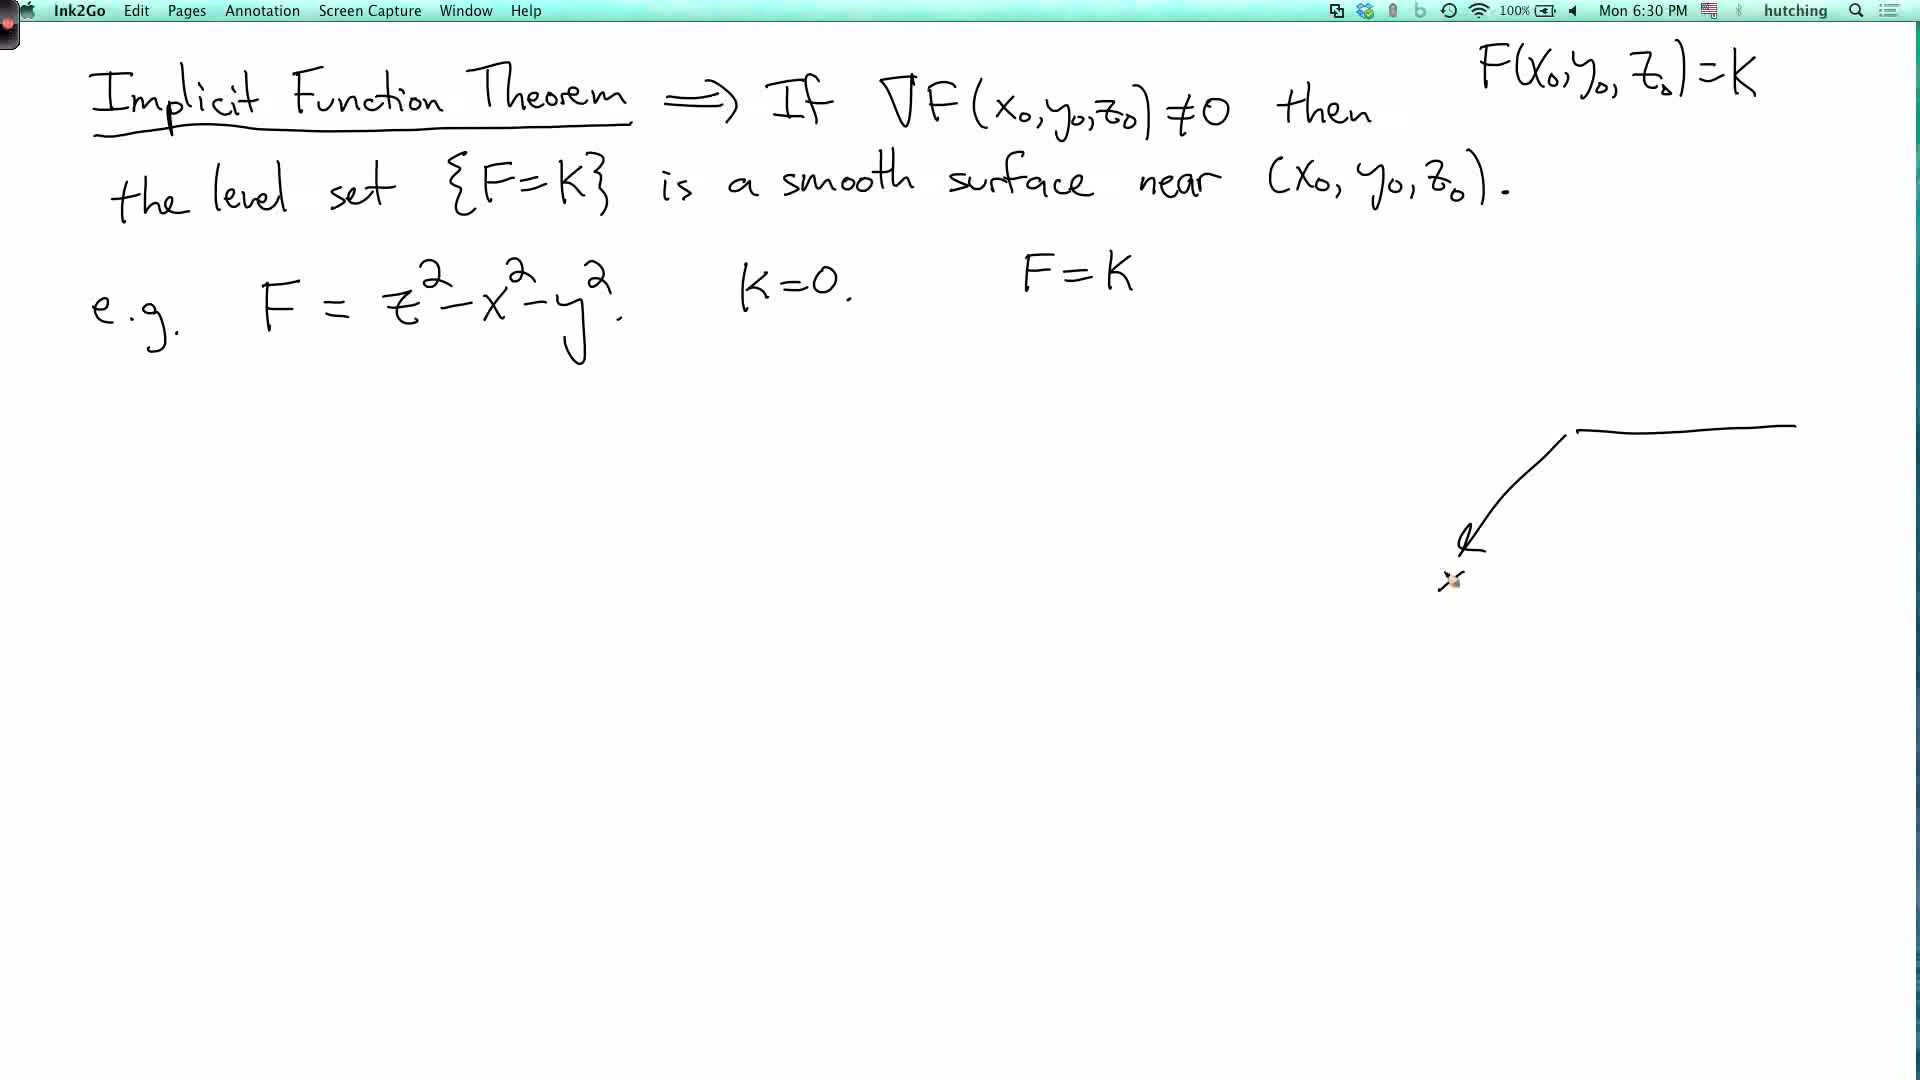 Ink2Go Edit Pages Annotation Screen Capture Window Help 100% Mon 6:30 PM hutching
F(x₀,y₀,z₀)=K
Implicit Function Theorem ⟹ If ∇F(x₀,y₀,z₀)≠0 then
the level set {F=K} is a smooth surface near (x₀,y₀,z₀).
e.g. F = z²-x²-y². K=0. F=K
x